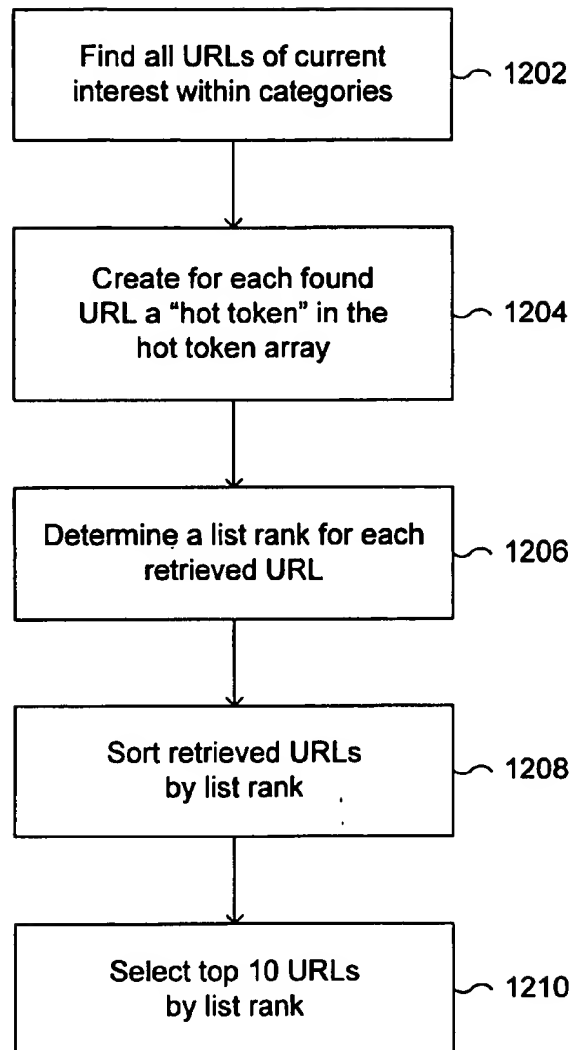 Find all URLs of current
interest within categories
1202
Create for each found
URL a “hot token” in the
hot token array
1204
Determine a list rank for each
retrieved URL
1206
Sort retrieved URLs
by list rank
1208
Select top 10 URLs
by list rank
1210